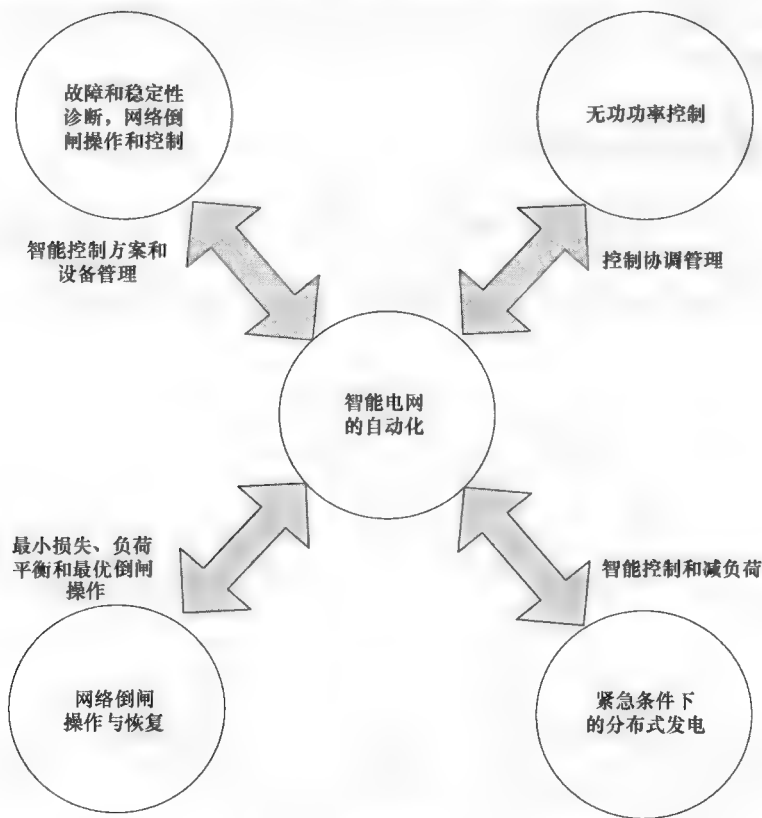 故障和稳定性
诊断，网络倒
闸操作和控制
无功功率控制
智能控制方案和
设备管理
控制协调管理
智能电网
的自动化
最小损失、负荷
平衡和最优倒闸
操作
智能控制和减负荷
网络倒闸
操作与恢复
紧急条件下
的分布式发电